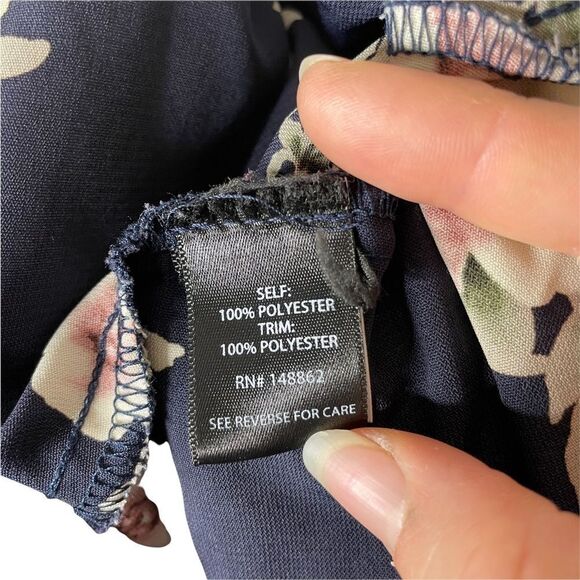 SELF:
100% POLYESTER
TRIM:
100% POLYESTER
RN# 148862
SEE REVERSE FOR CARE